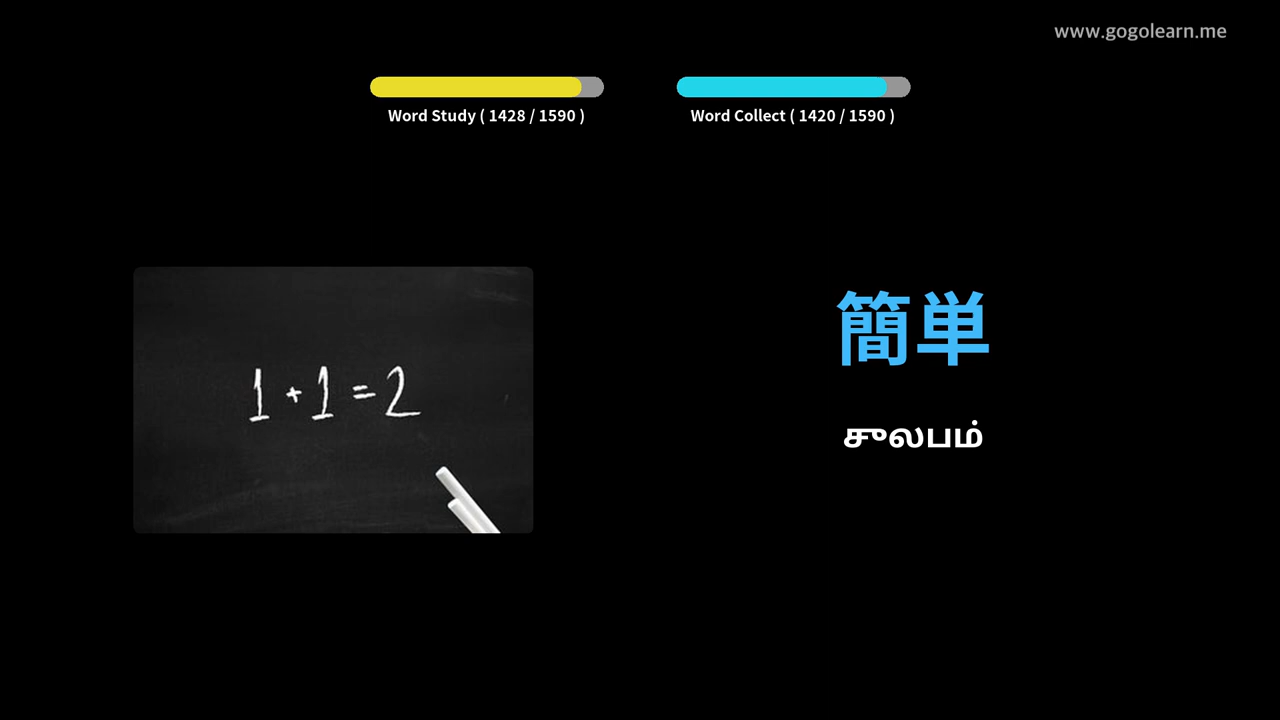 www.gogolearn.me
Word Study ( 1428 / 1590 )
Word Collect ( 1420 / 1590 )
1 + 1 = 2
簡単
சுலபம்